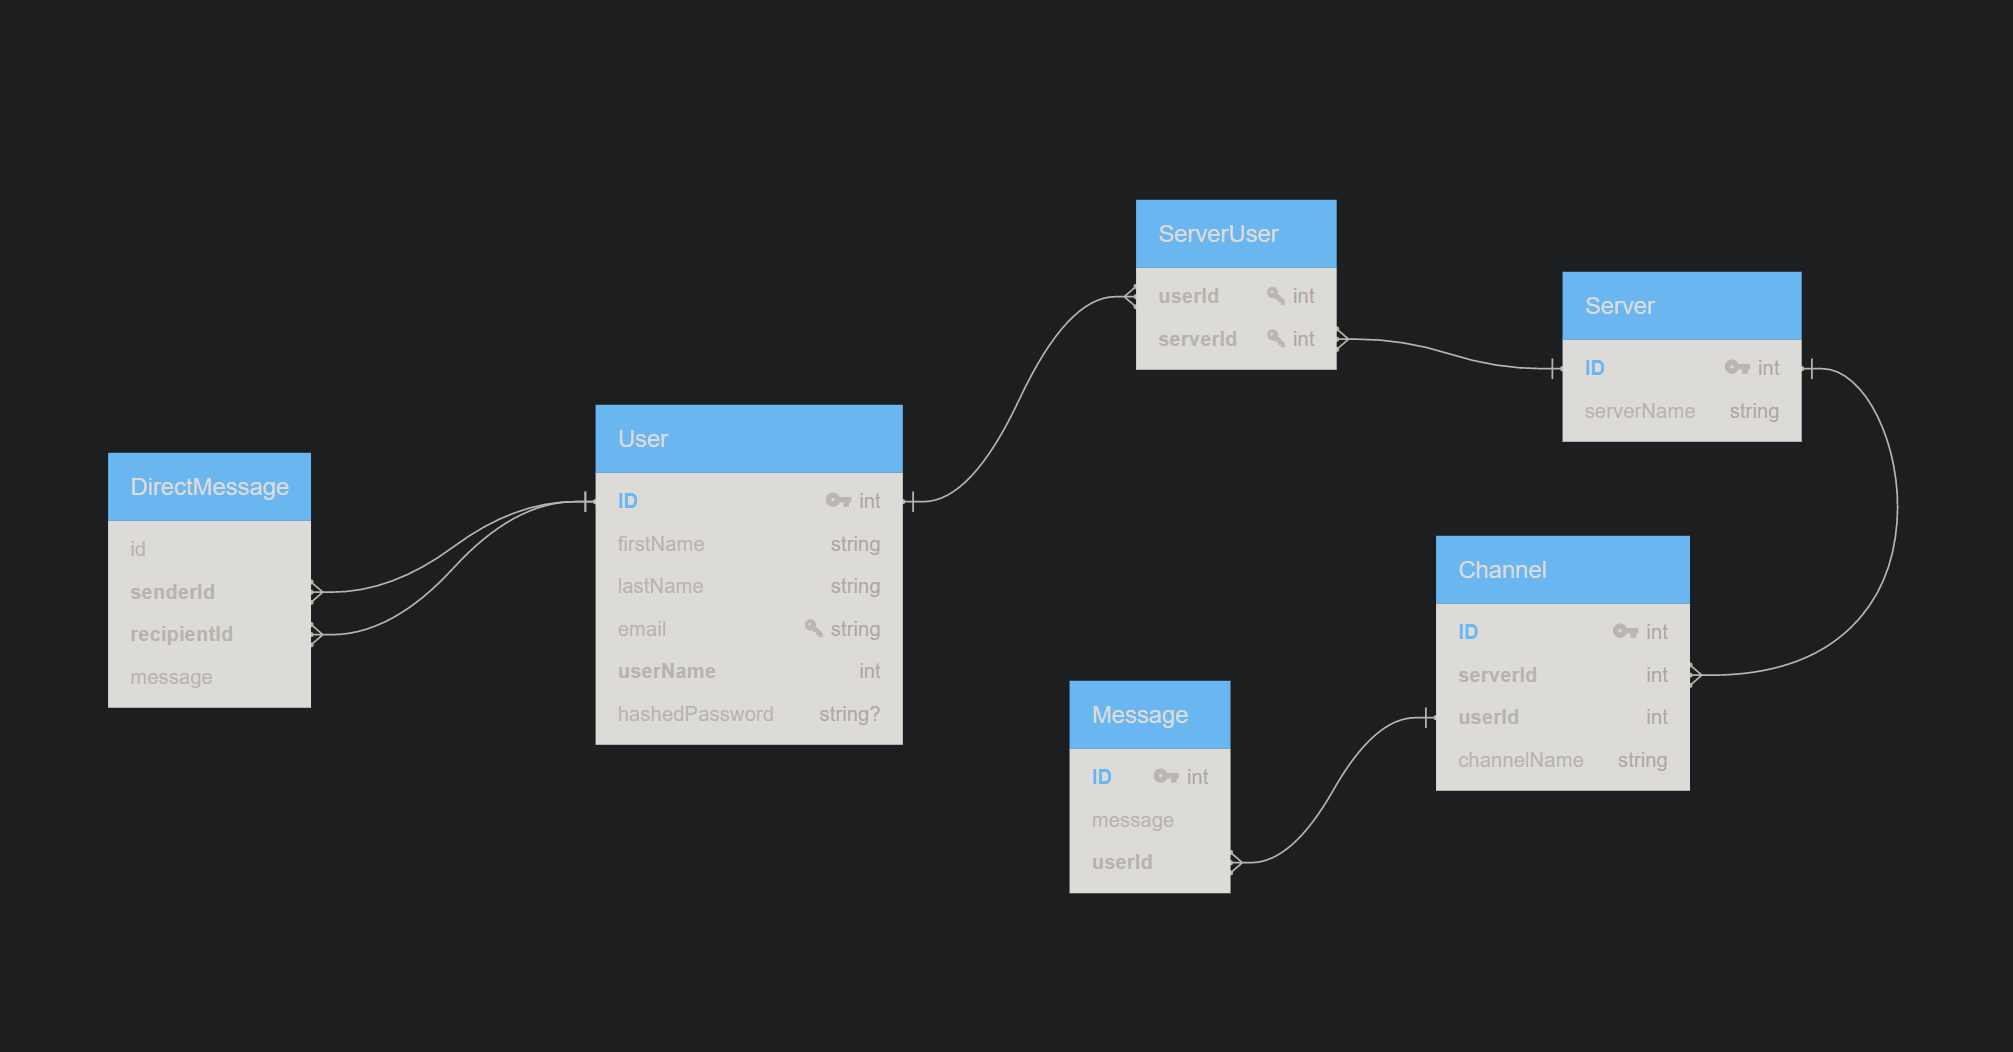 DirectMessage
id
senderId
recipientId
message
User
ID int
firstName string
lastName string
email string
userName int
hashedPassword string?
ServerUser
userId int
serverId int
Server
ID int
serverName string
Channel
ID int
serverId int
userId int
channelName string
Message
ID int
message
userId